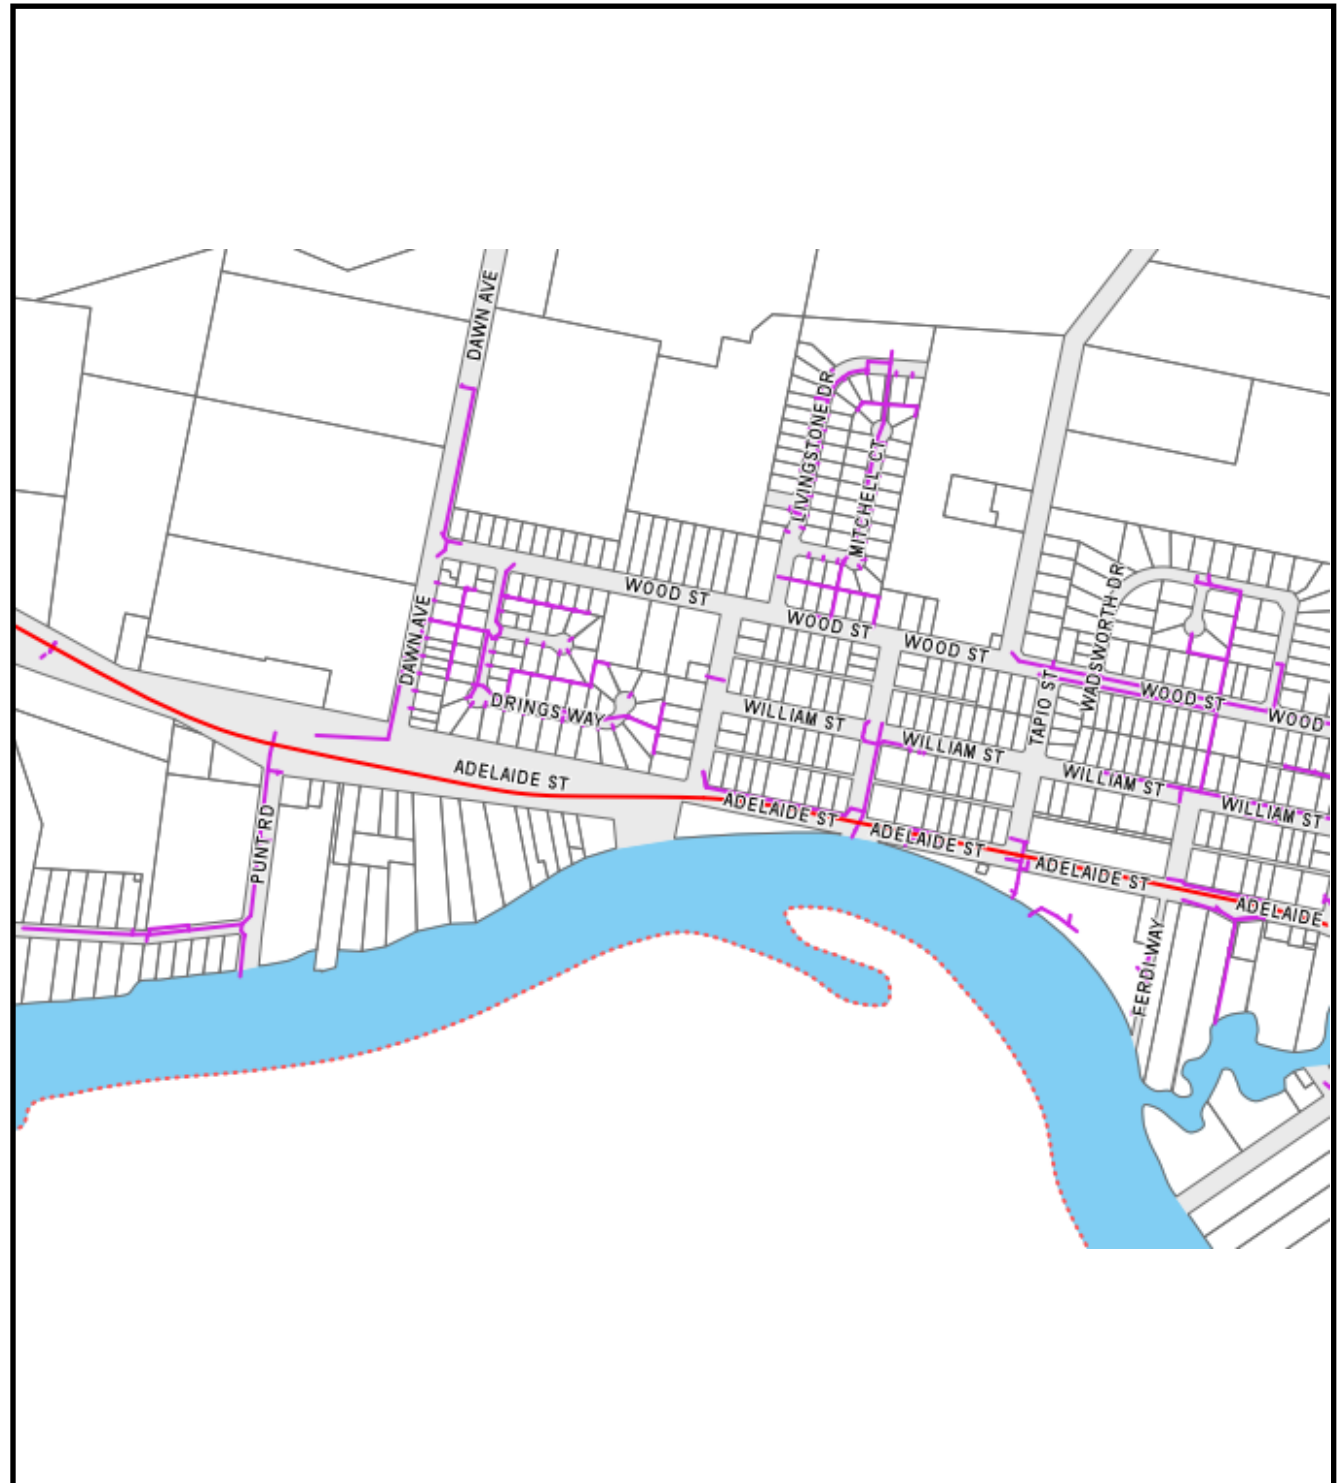 DAWN AVE
LIVINGSTONE DR
MITCHELL CT
WOOD ST
DAWN AVE
WADSWORTH DR
WOOD ST
WOOD ST
TAPIO ST
WOOD ST
WOOD
DRINGS WAY
WILLIAM ST
WILLIAM ST
WILLIAM ST
WILLIAM ST
ADELAIDE ST
ADELAIDE ST
ADELAIDE ST
ADELAIDE ST
ADELAIDE
PUNT RD
FERDI WAY